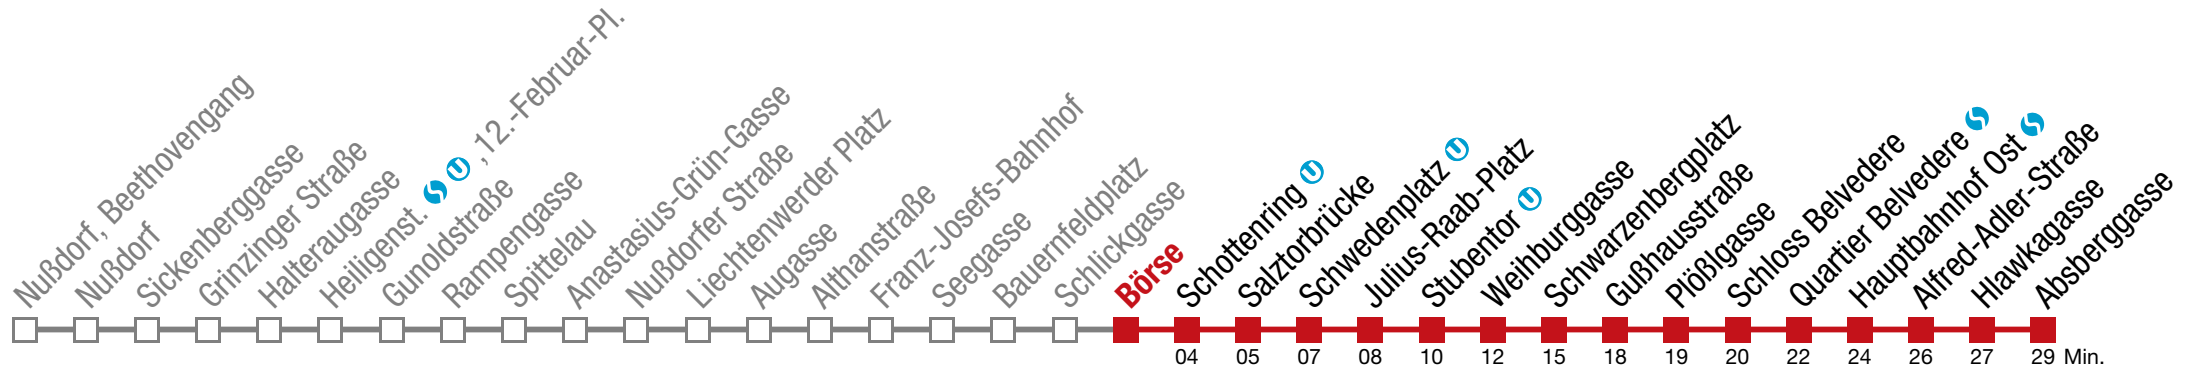 Nußdorf, Beethovengang
Nußdorf
Sickenberggasse
Grinzinger Straße
Halteraugasse
Heiligenst. S U , 12.-Februar-Pl.
Gunoldstraße
Rampengasse
Spittelau
Anastasius-Grün-Gasse
Nußdorfer Straße
Liechtenwerder Platz
Augasse
Althanstraße
Franz-Josefs-Bahnhof
Seegasse
Bauernfeldplatz
Schlickgasse
Börse
Schottenring U
Salztorbrücke
Schwedenplatz U
Julius-Raab-Platz
Stubentor U
Weihburggasse
Schwarzenbergplatz
Gußhausstraße
Plößlgasse
Schloss Belvedere
Quartier Belvedere S
Hauptbahnhof Ost S
Alfred-Adler-Straße
Hawkagasse
Absberggasse
04 05 07 08 10 12 15 18 19 20 22 24 26 27 29 Min.